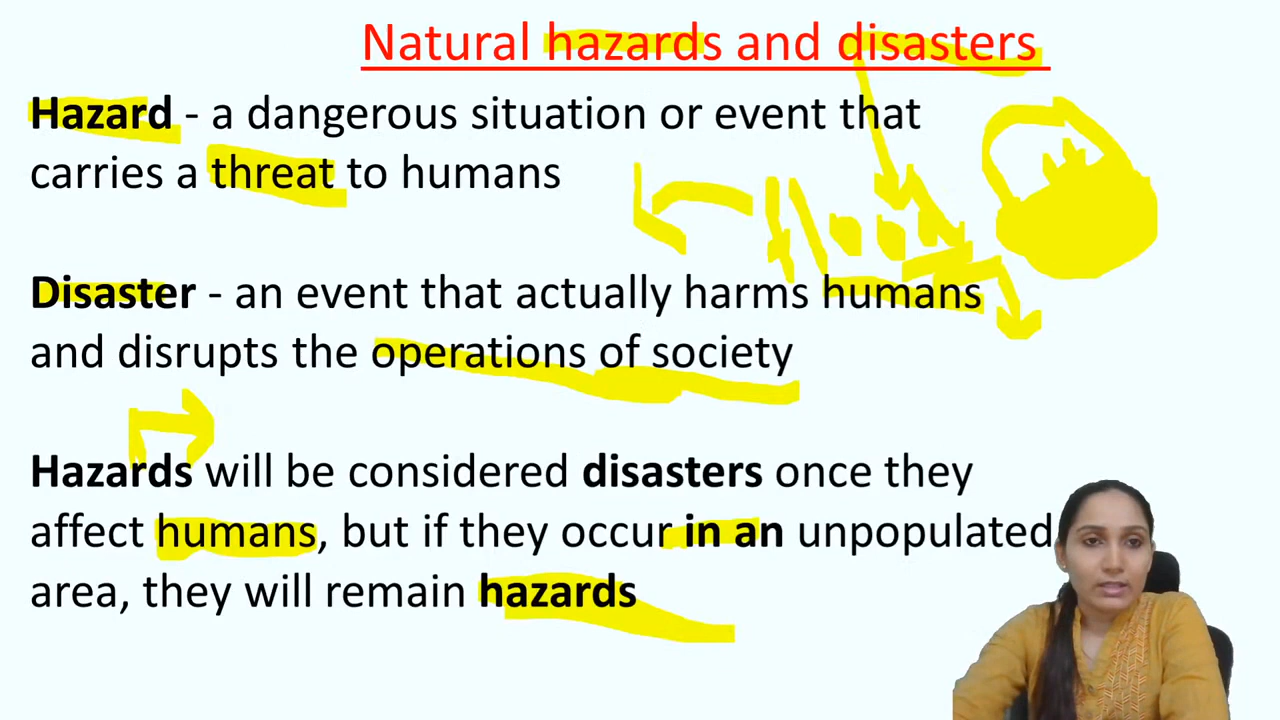 Natural hazards and disasters
Hazard - a dangerous situation or event that
carries a threat to humans
flood
Disaster - an event that actually harms humans
and disrupts the operations of society
Hazards will be considered disasters once they
affect humans, but if they occur in an unpopulated
area, they will remain hazards